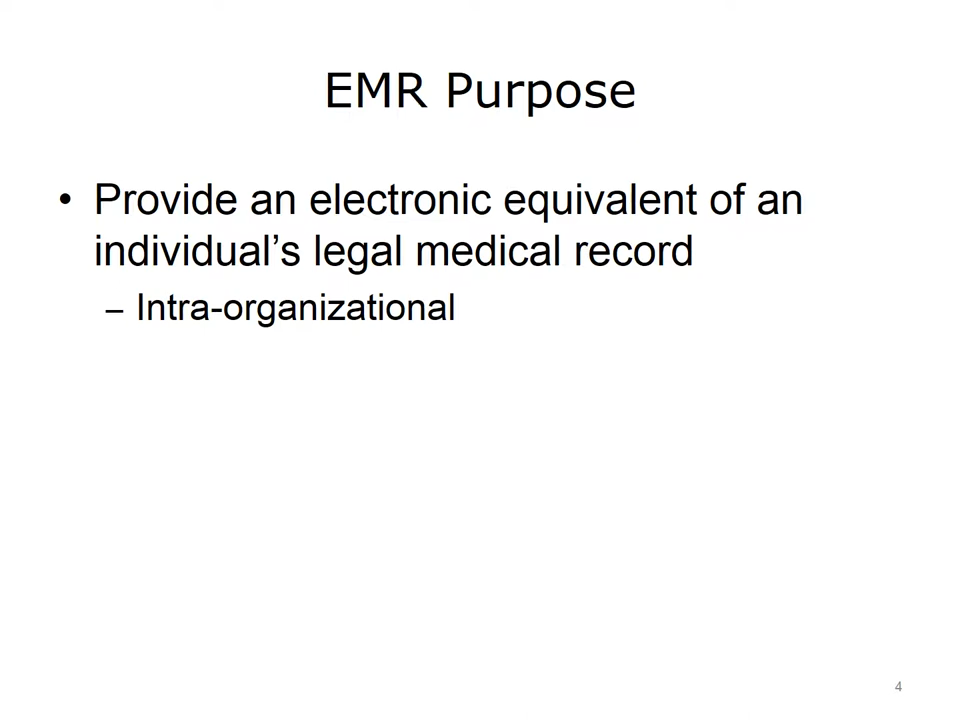 EMR Purpose
• Provide an electronic equivalent of an
individual’s legal medical record
– Intra-organizational
4